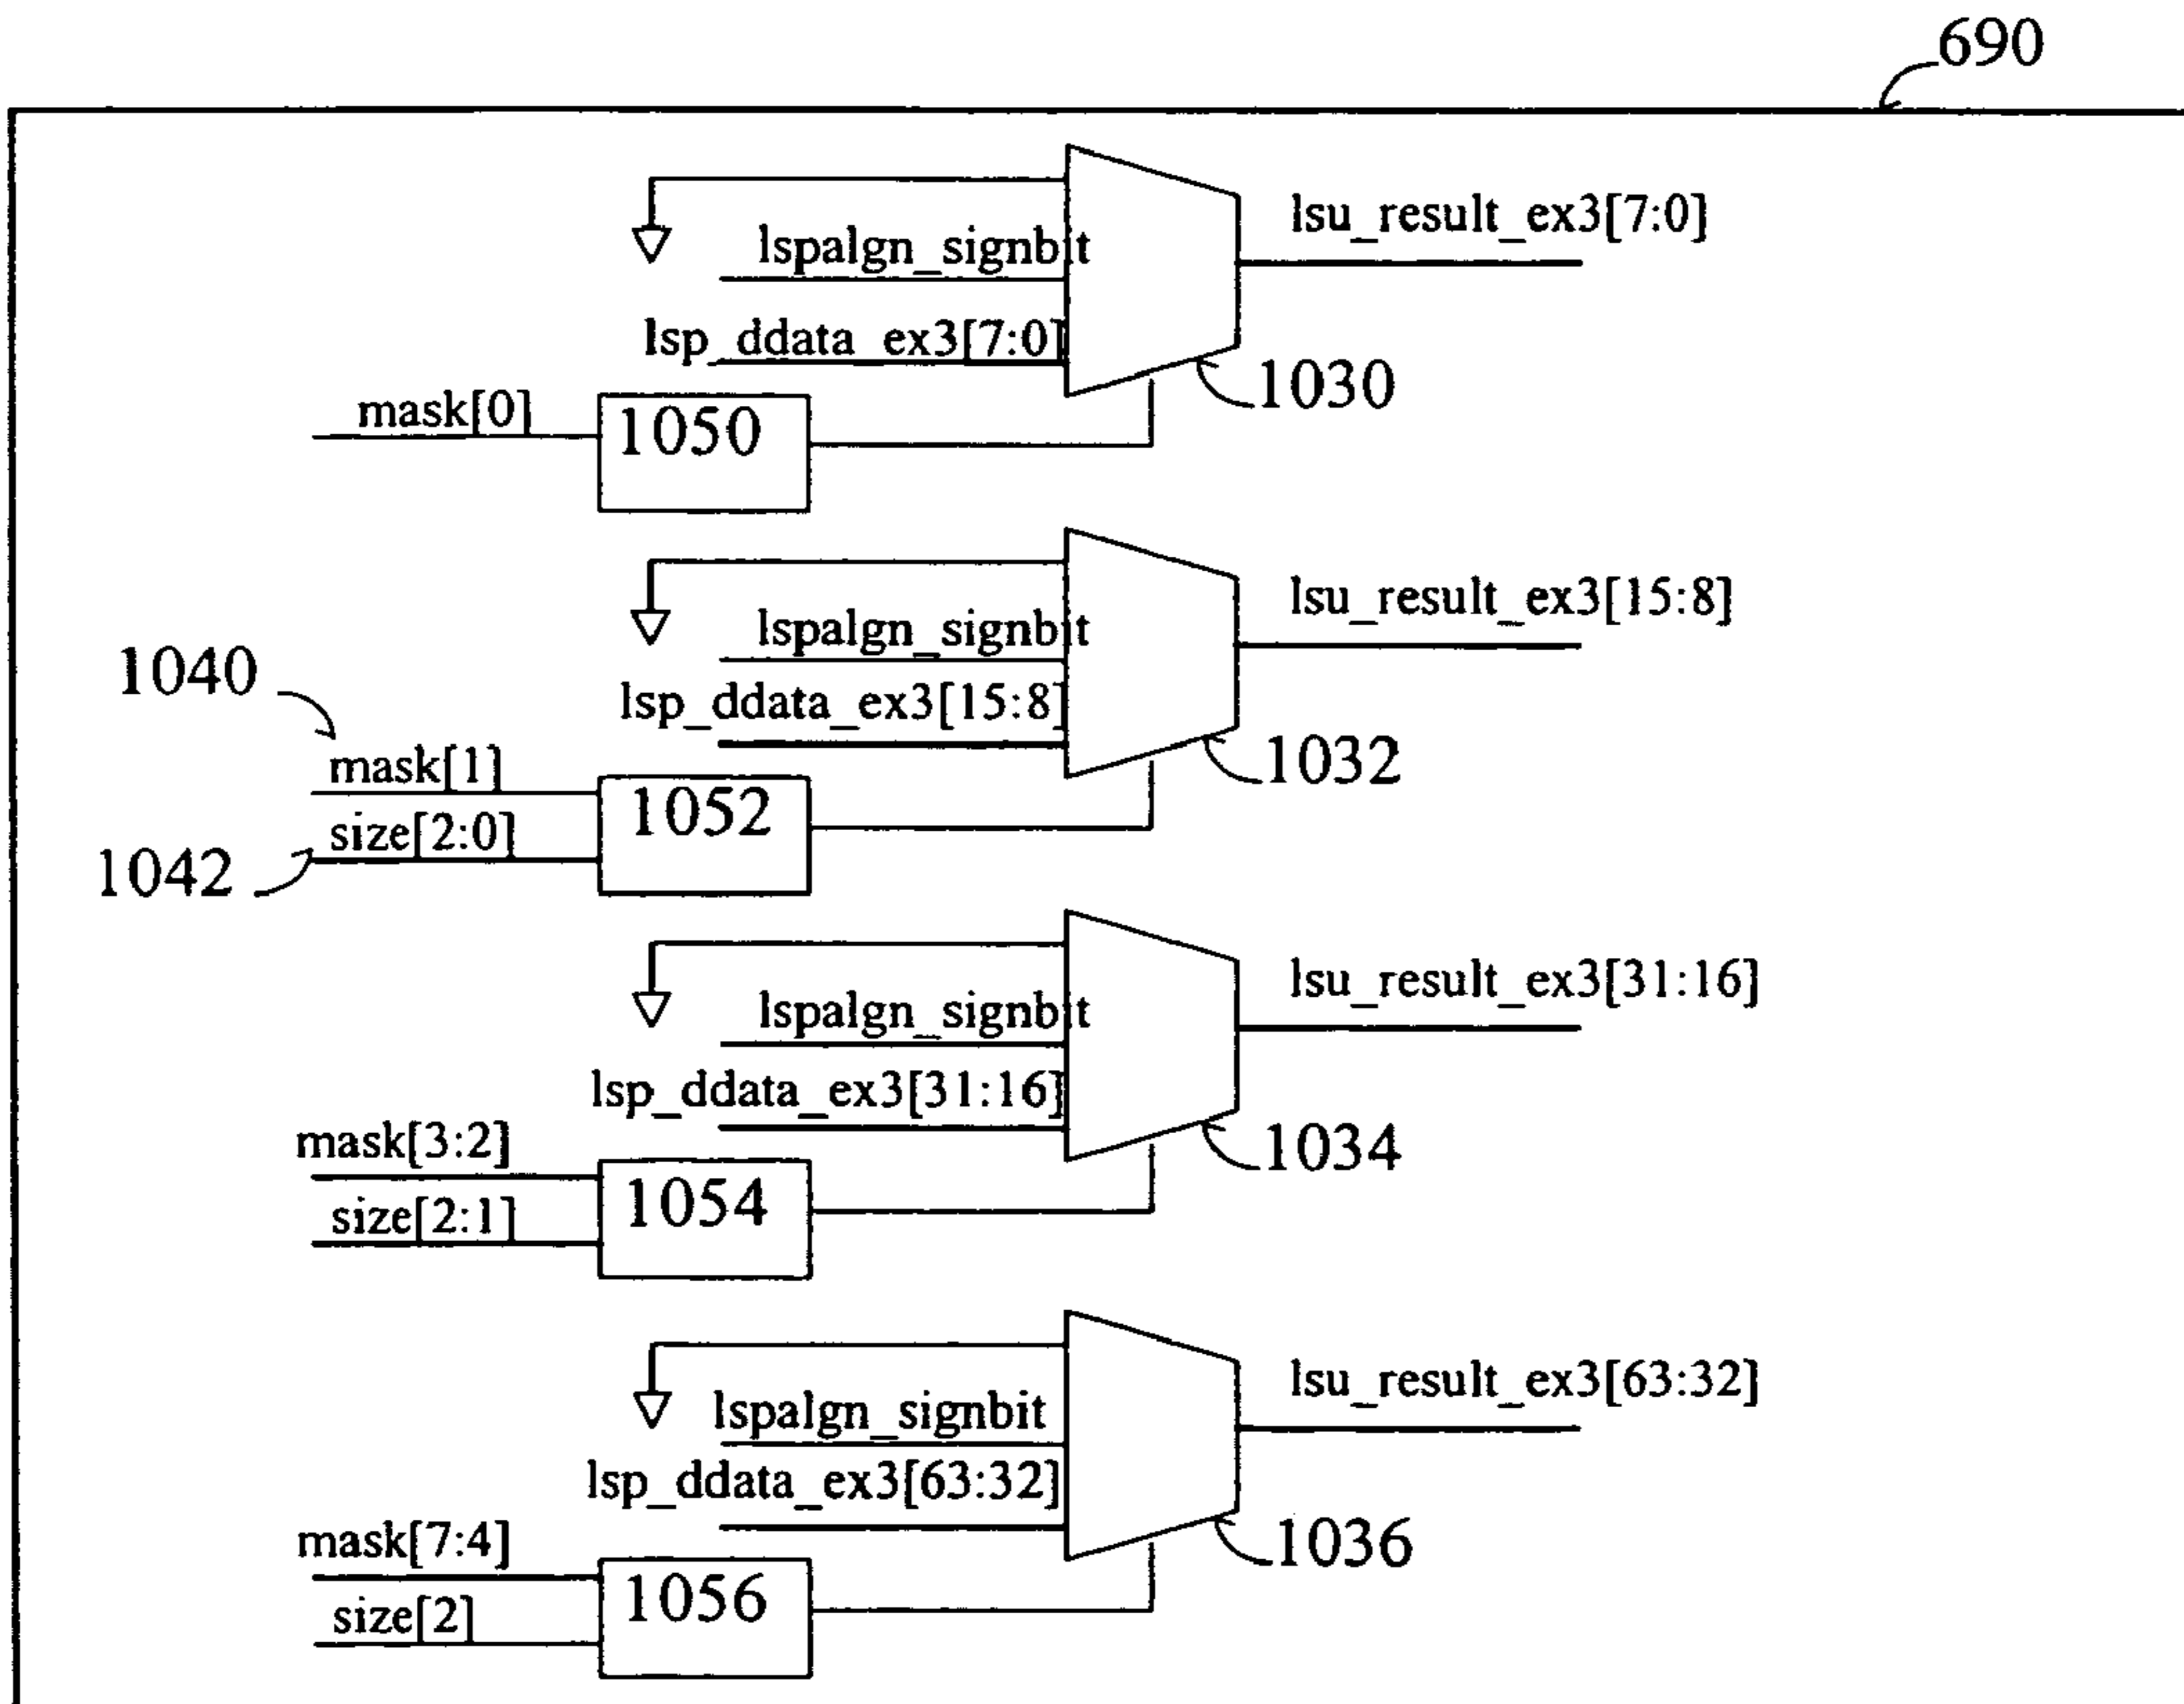 690
lsu_result_ex3[7:0]
lspalgn_signbit
lsp_ddata_ex3[7:0]
1030
mask[0]
1050
lsu_result_ex3[15:8]
lspalgn_signbit
1040
lsp_ddata_ex3[15:8]
1032
mask[1]
1052
size[2:0]
1042
lsu_result_ex3[31:16]
lspalgn_signbit
lsp_ddata_ex3[31:16]
1034
mask[3:2]
1054
size[2:1]
lsu_result_ex3[63:32]
lspalgn_signbit
lsp_ddata_ex3[63:32]
1036
mask[7:4]
1056
size[2]